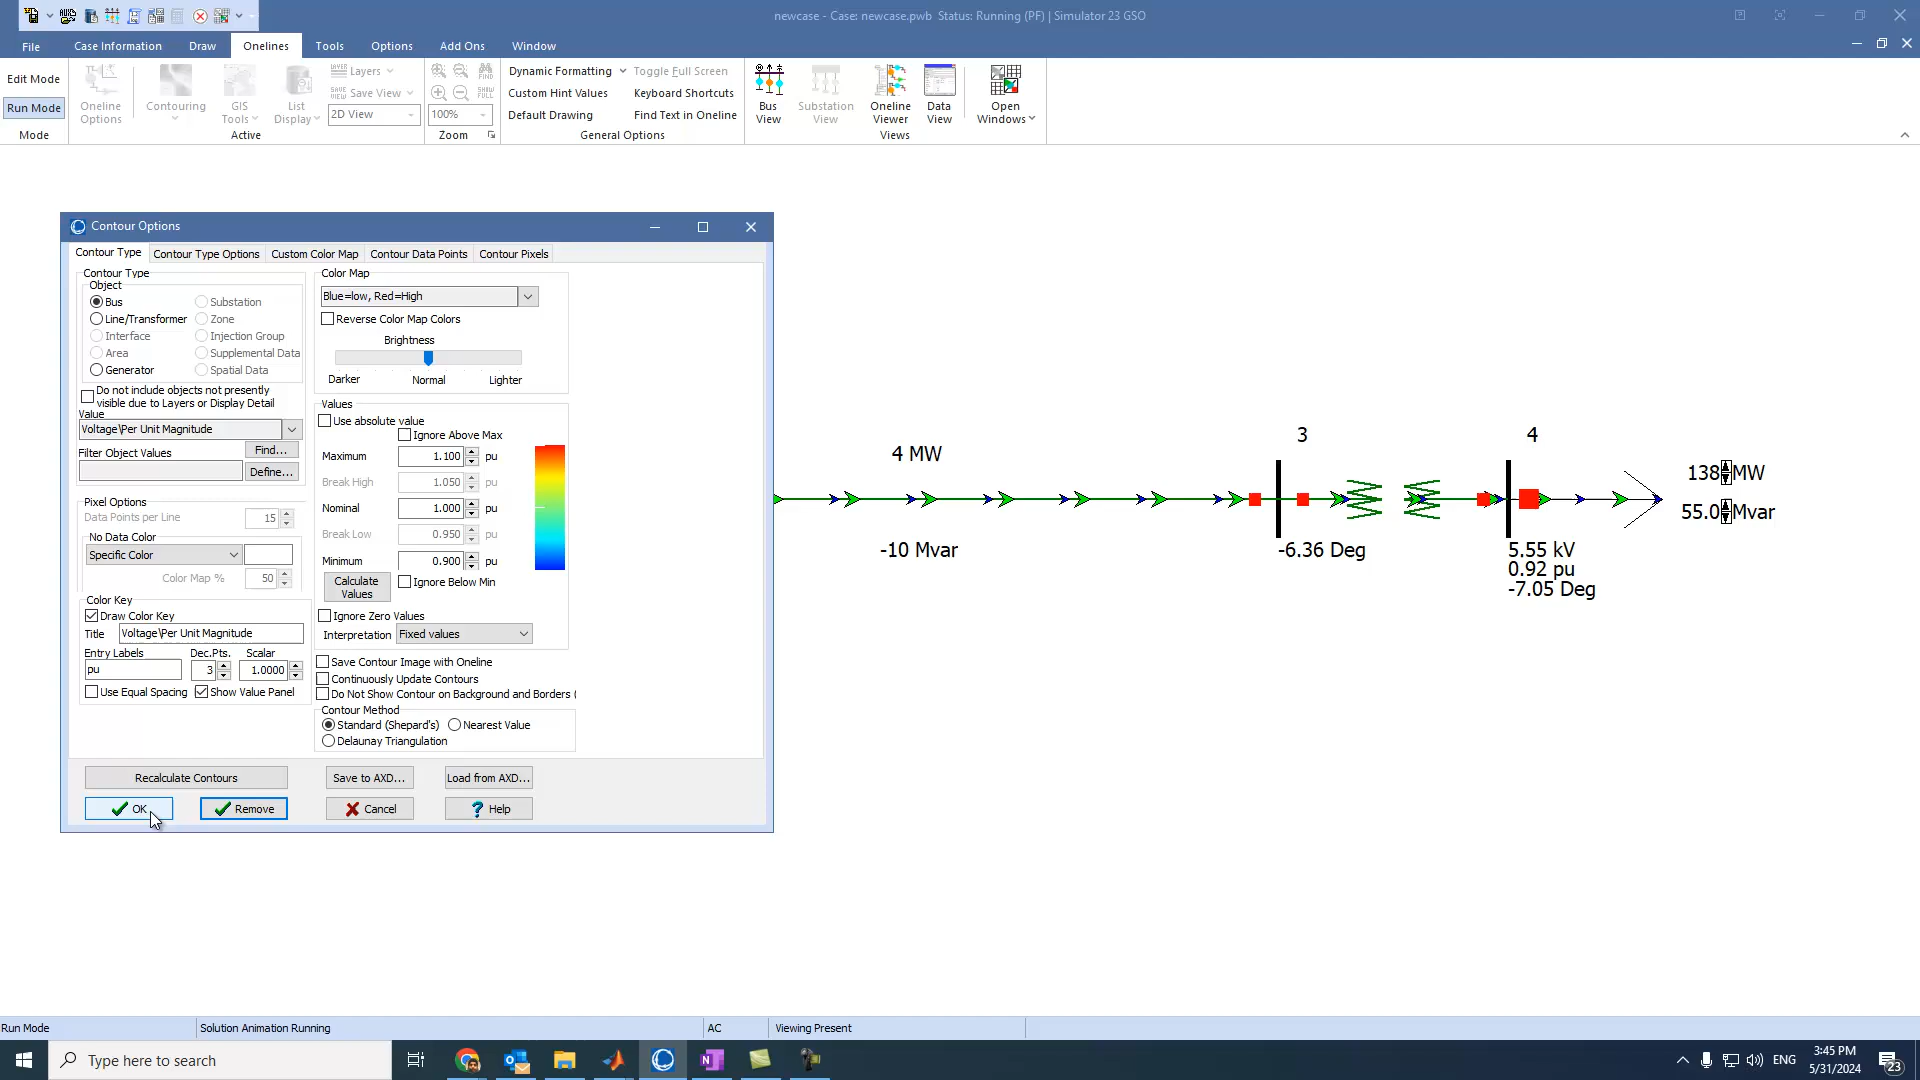 newcase - Case: newcase.pwb Status: Running (PF) | Simulator 23 GSO
File Case Information Draw Onelines Tools Options Add Ons Window
Edit Mode
Run Mode
Mode
Oneline Options
Contouring
GIS Tools
List Display
Layers
Save View
2D View
Active
100%
Zoom
Dynamic Formatting Toggle Full Screen
Custom Hint Values Keyboard Shortcuts
Default Drawing Find Text in Oneline
General Options
Bus View
Substation View
Oneline Viewer
Data View
Views
Open Windows
Contour Options
Contour Type Contour Type Options Custom Color Map Contour Data Points Contour Pixels
Contour Type
Object
Bus Substation
Line/Transformer Zone
Interface Injection Group
Area Supplemental Data
Generator Spatial Data
Do not include objects not presently
visible due to Layers or Display Detail
Value
Voltage\Per Unit Magnitude
Filter Object Values Find...
Define...
Pixel Options
Data Points per Line 15
No Data Color
Specific Color
Color Map % 50
Color Key
Draw Color Key
Title Voltage\Per Unit Magnitude
Entry Labels Dec.Pts. Scalar
pu 3 1.0000
Use Equal Spacing Show Value Panel
Color Map
Blue=low, Red=High
Reverse Color Map Colors
Brightness
Darker Normal Lighter
Values
Use absolute value
Ignore Above Max
Maximum 1.100 pu
Break High 1.050 pu
Nominal 1.000 pu
Break Low 0.950 pu
Minimum 0.900 pu
Calculate Values
Ignore Below Min
Ignore Zero Values
Interpretation Fixed values
Save Contour Image with Oneline
Continuously Update Contours
Do Not Show Contour on Background and Borders (
Contour Method
Standard (Shepard's) Nearest Value
Delaunay Triangulation
Recalculate Contours Save to AXD... Load from AXD...
OK Remove Cancel Help
4 MW
-10 Mvar
3
-6.36 Deg
4
5.55 kV
0.92 pu
-7.05 Deg
138 MW
55.0 Mvar
Run Mode Solution Animation Running AC Viewing Present
Type here to search
ENG
3:45 PM
5/31/2024
23